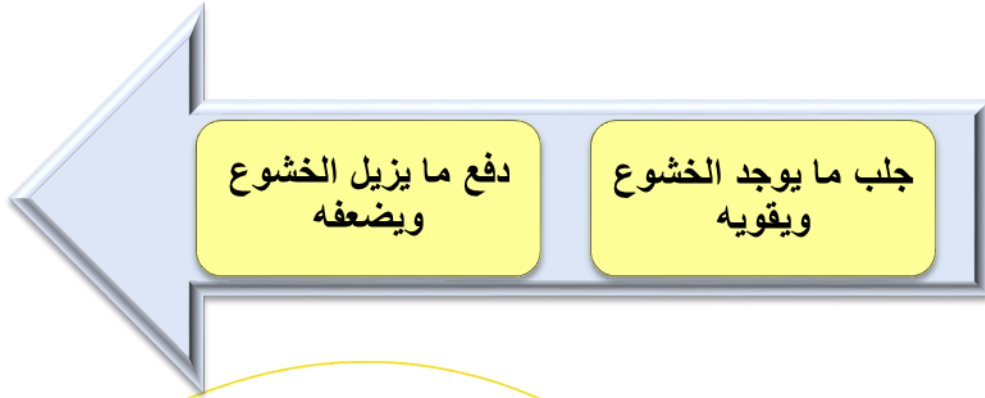 جلب ما يوجد الخشوع
ويقويه
دفع ما يزيل الخشوع
ويضعفه